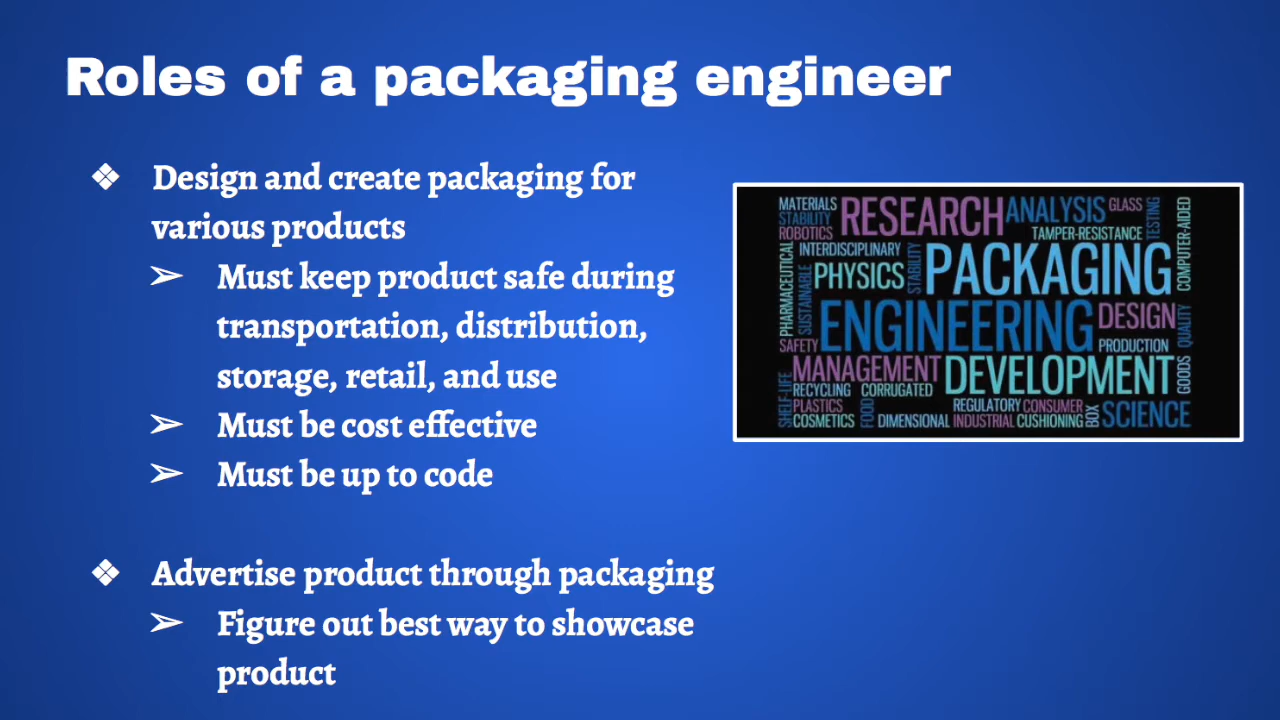 Roles of a packaging engineer
❖ Design and create packaging for
various products
➢ Must keep product safe during
transportation, distribution,
storage, retail, and use
➢ Must be cost effective
➢ Must be up to code
❖ Advertise product through packaging
➢ Figure out best way to showcase
product
MATERIALS
STABILITY
ROBOTICS
RESEARCH
ANALYSIS
GLASS
TESTING
COMPUTER-AIDED
TAMPER-RESISTANCE
INTERDISCIPLINARY
PHARMACEUTICAL
SUSTAINABLE
PHYSICS
STABILITY
PACKAGING
ENGINEERING
DESIGN
QUALITY
SAFETY
PRODUCTION
MANAGEMENT
DEVELOPMENT
GOODS
RECYCLING
CORRUGATED
SHELF-LIFE
PLASTICS
FOOD
REGULATORY
CONSUMER
BOX
SCIENCE
COSMETICS
DIMENSIONAL
INDUSTRIAL
CUSHIONING